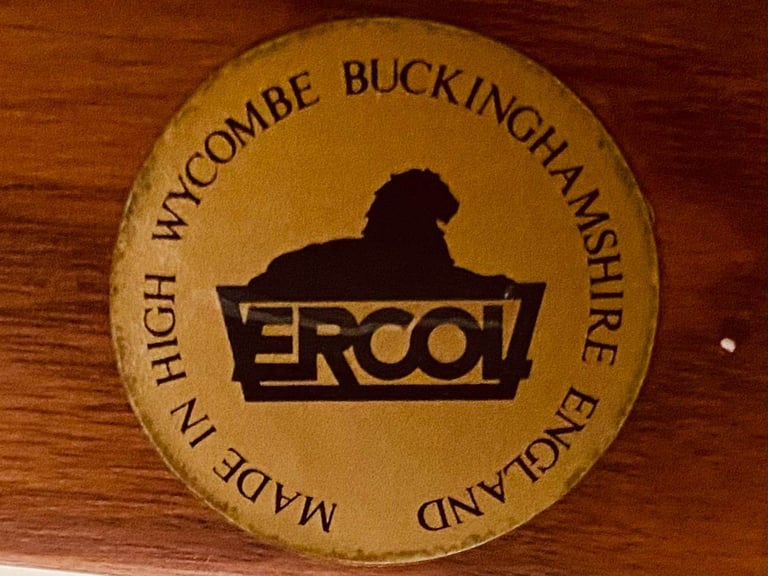 MADE IN HIGH WYCOMBE BUCKINGHAMSHIRE ENGLAND
ERCOL